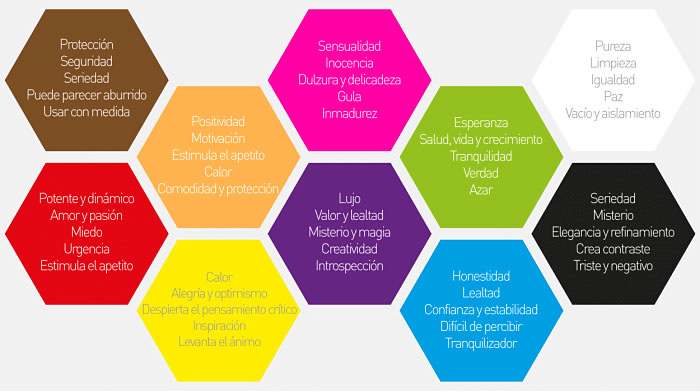 Protección
Seguridad
Seriedad
Puede parecer aburrido
Usar con medida
Sensualidad
Inocencia
Dulzura y delicadeza
Gula
Inmadurez
Pureza
Limpieza
Igualdad
Paz
Vacío y aislamiento
Positividad
Motivación
Estimula el apetito
Calor
Comodidad y protección
Esperanza
Salud, vida y crecimiento
Tranquilidad
Verdad
Azar
Potente y dinámico
Amor y pasión
Miedo
Urgencia
Estimula el apetito
Lujo
Valor y lealtad
Misterio y magia
Creatividad
Introspección
Seriedad
Misterio
Elegancia y refinamiento
Crea contraste
Triste y negativo
Calor
Alegría y optimismo
Despierta el pensamiento crítico
Inspiración
Levanta el ánimo
Honestidad
Lealtad
Confianza y estabilidad
Difícil de percibir
Tranquilizador